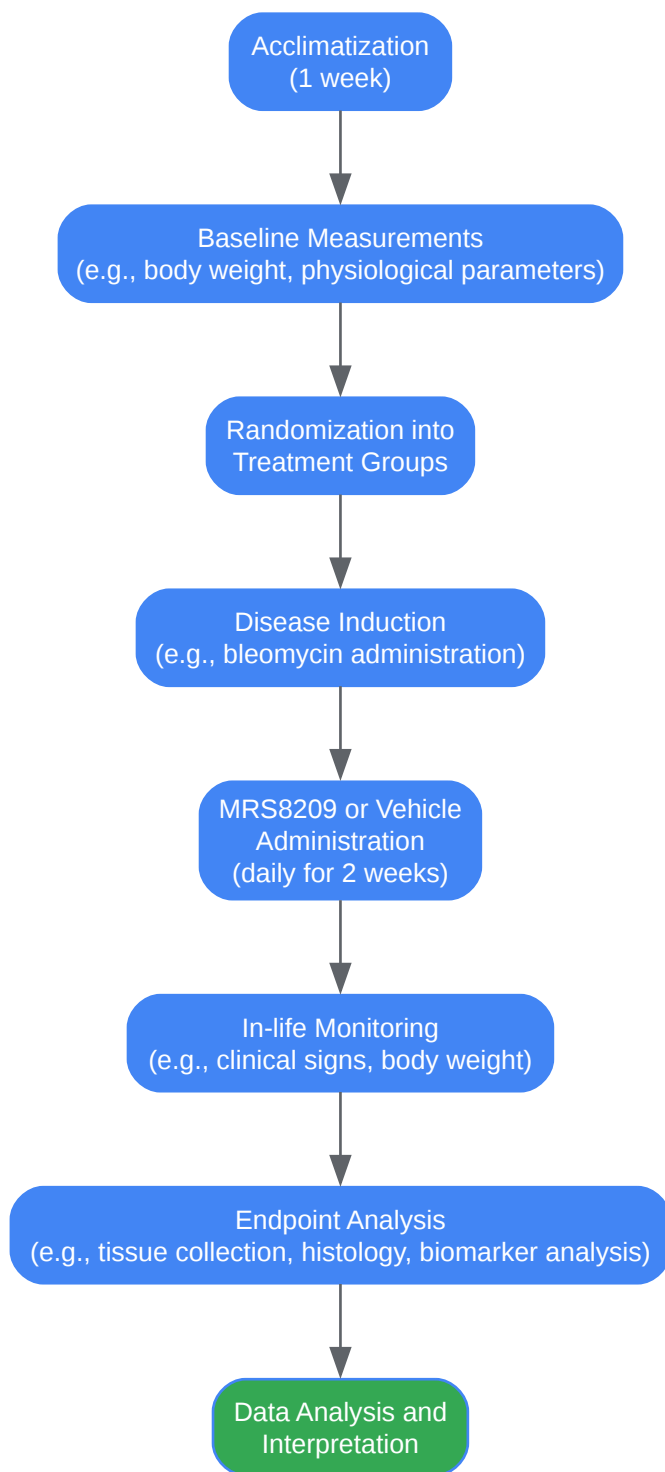 Acclimatization
(1 week)
Baseline Measurements
(e.g., body weight, physiological parameters)
Randomization into
Treatment Groups
Disease Induction
(e.g., bleomycin administration)
MRS8209 or Vehicle
Administration
(daily for 2 weeks)
In-life Monitoring
(e.g., clinical signs, body weight)
Endpoint Analysis
(e.g., tissue collection, histology, biomarker analysis)
Data Analysis and
Interpretation